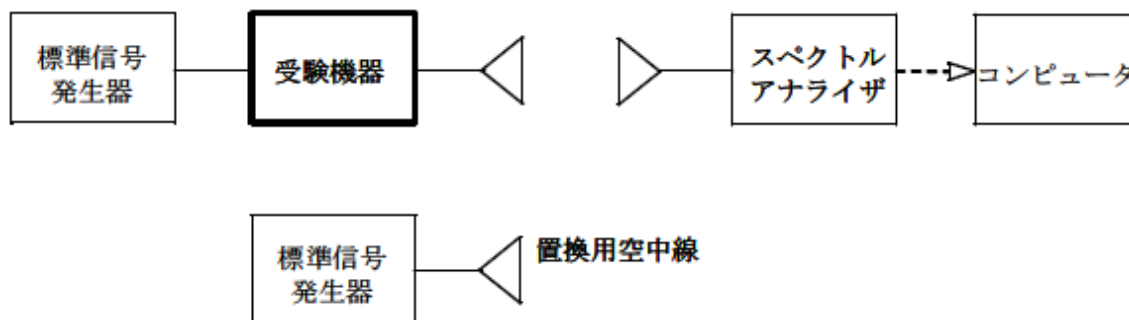 標準信号
発生器
受験機器
スペクトル
アナライザ
コンピュータ
標準信号
発生器
置換用空中線